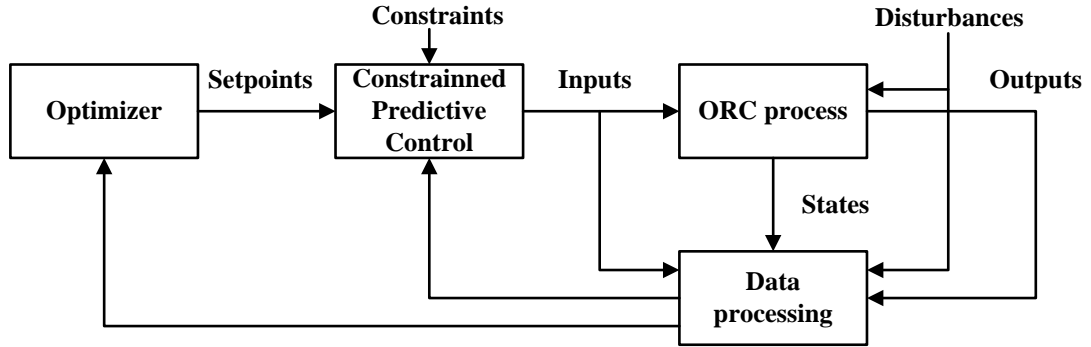 Constraints
Disturbances
Setpoints
Constrainned
Predictive
Control
Inputs
Outputs
Optimizer
ORC process
States
Data
processing